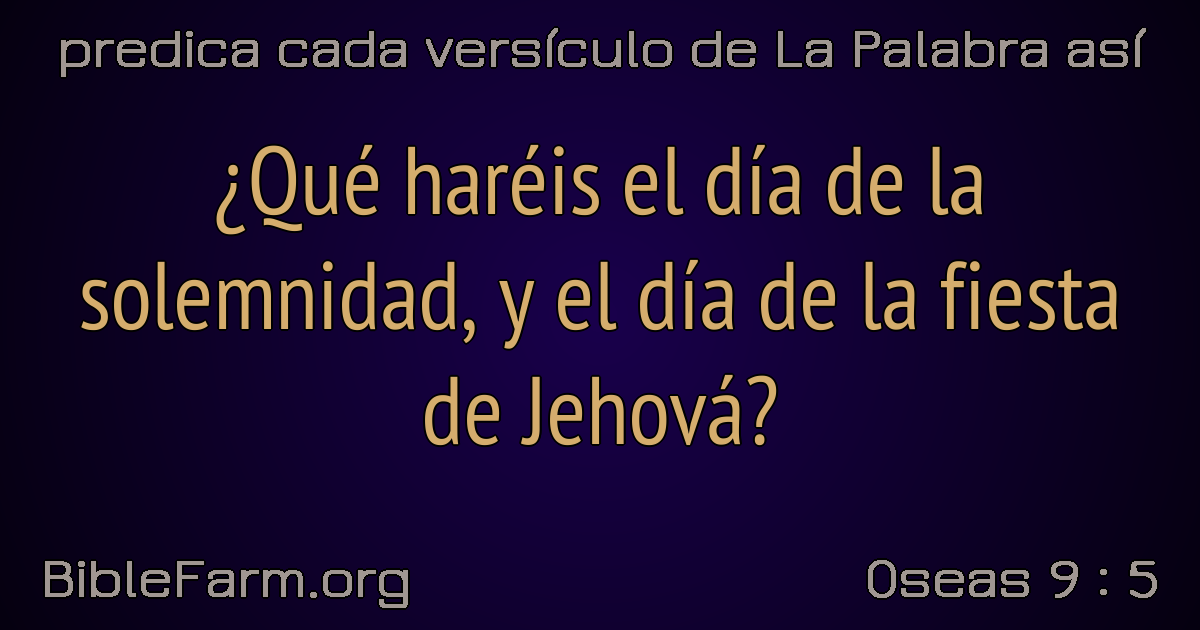 predica cada versículo de La Palabra así
¿Qué haréis el día de la
solemnidad, y el día de la fiesta
de Jehová?
BibleFarm.org
Oseas 9 : 5